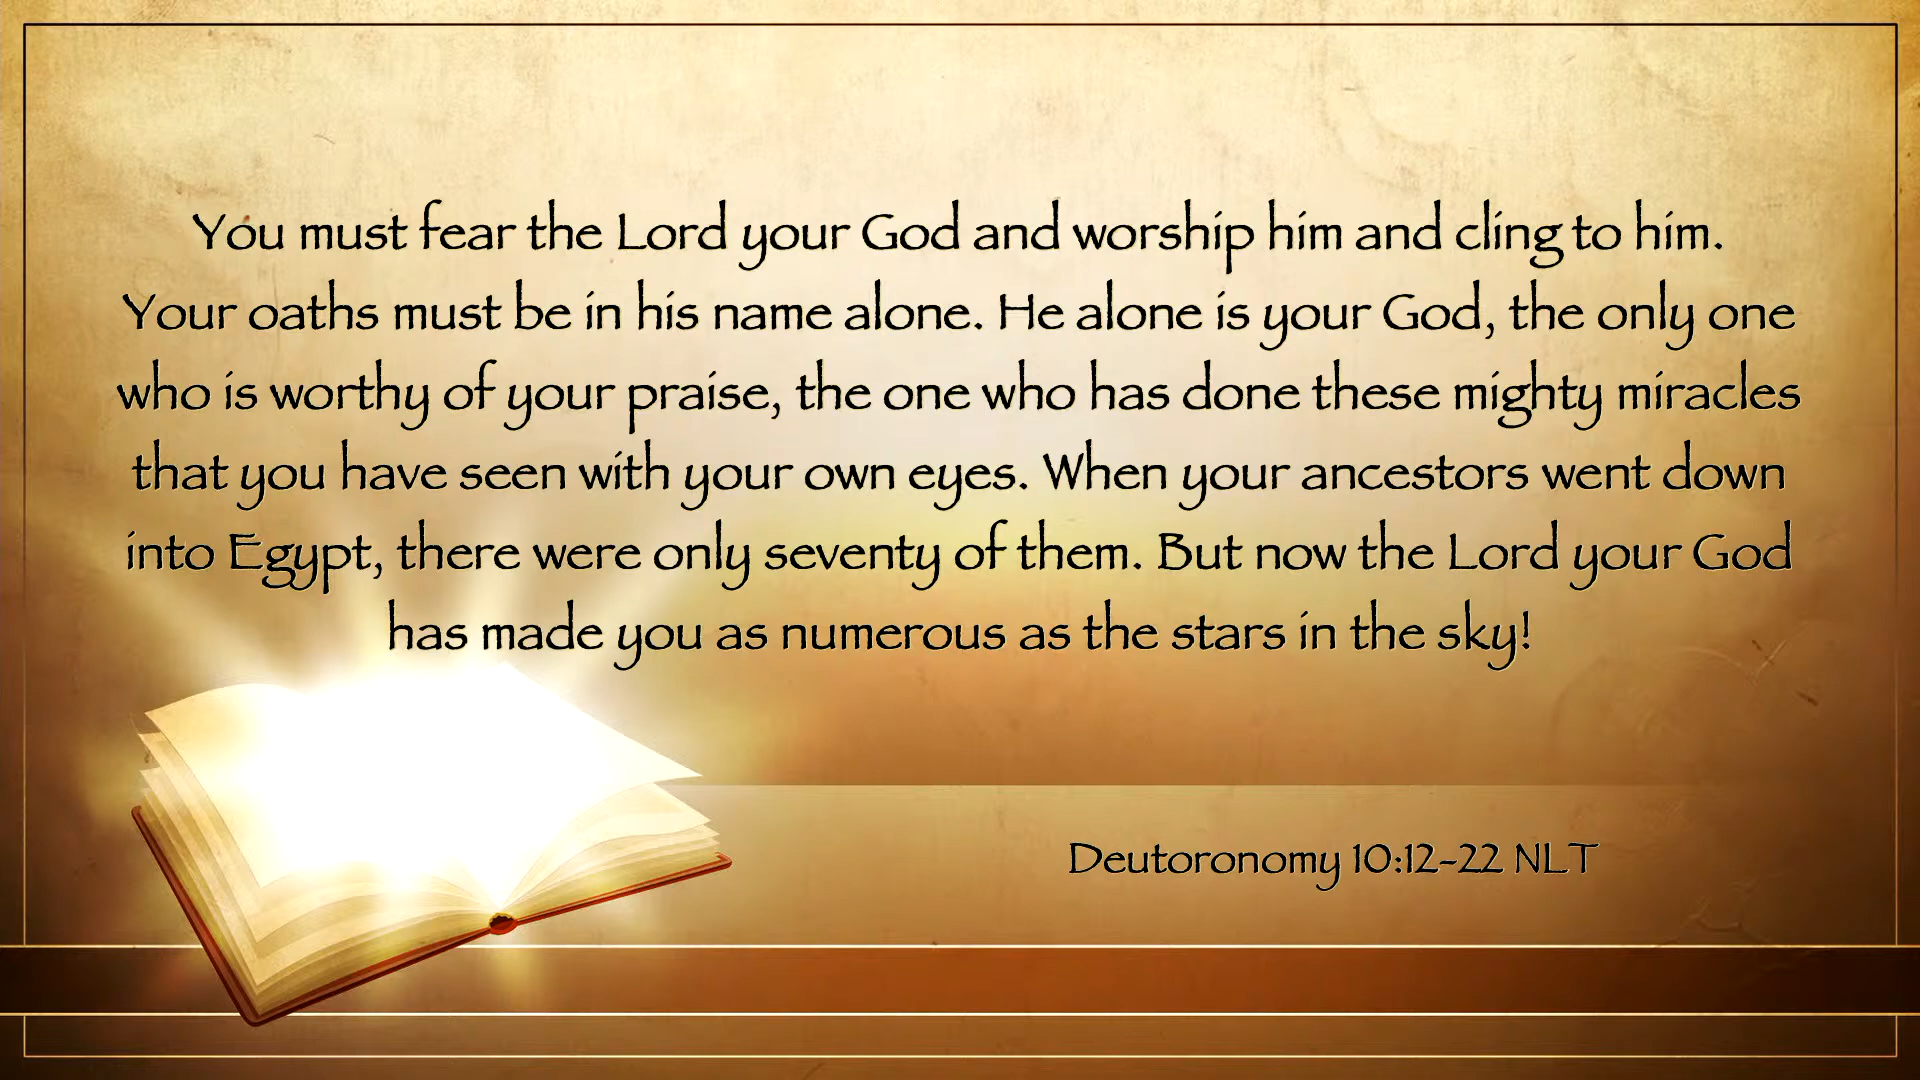 You must fear the Lord your God and worship him and cling to him.
Your oaths must be in his name alone. He alone is your God, the only one
who is worthy of your praise, the one who has done these mighty miracles
that you have seen with your own eyes. When your ancestors went down
into Egypt, there were only seventy of them. But now the Lord your God
has made you as numerous as the stars in the sky!
Deutoronomy 10:12-22 NLT